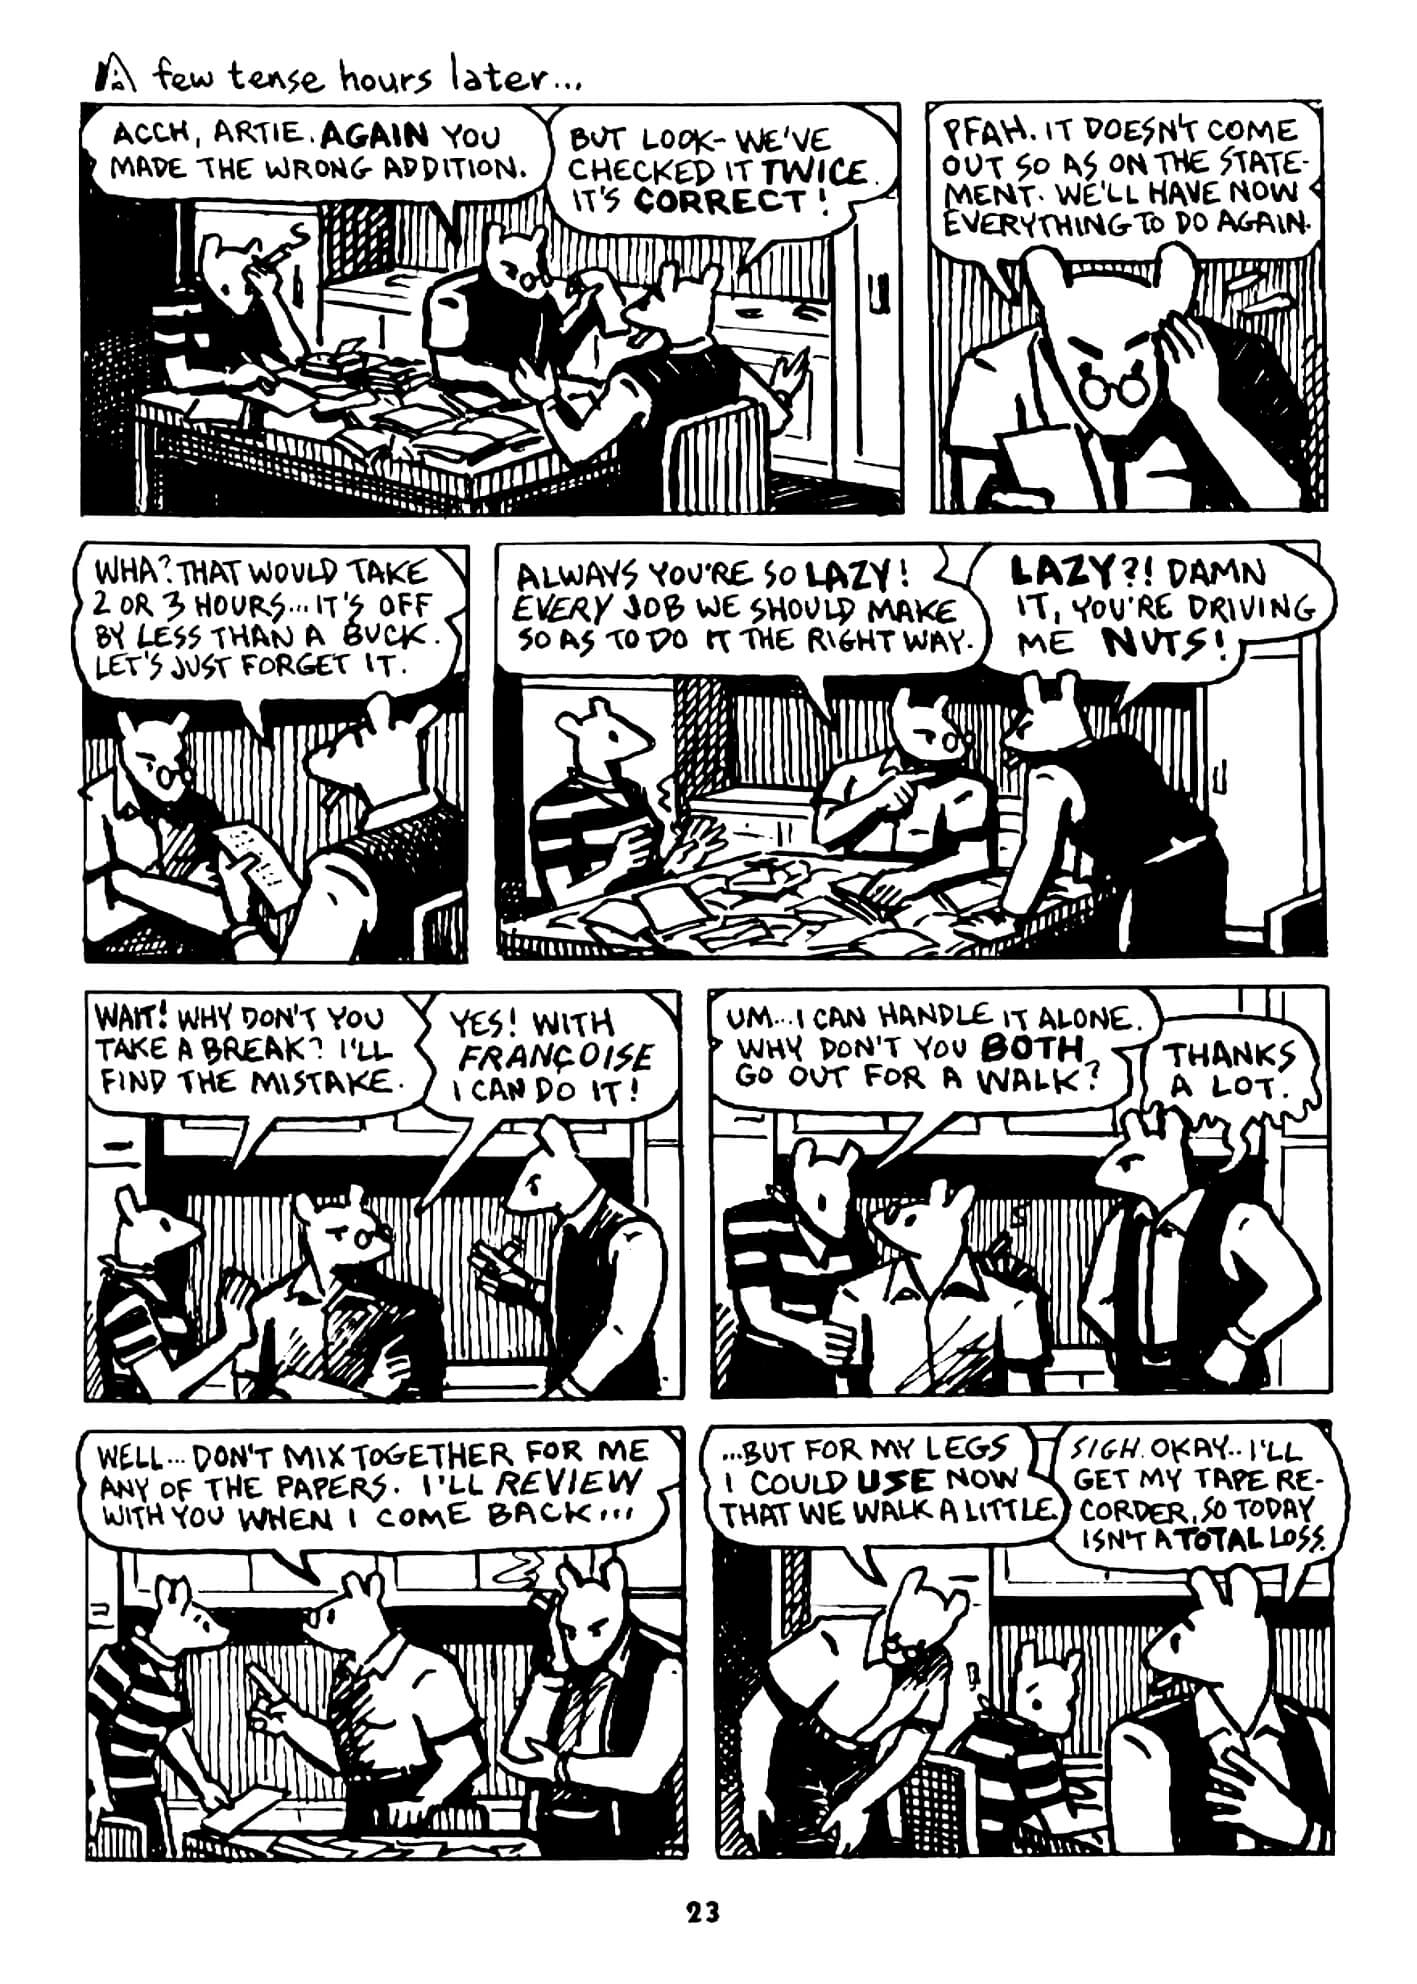 A few tense hours later...
ACCH, ARTIE. AGAIN YOU
MADE THE WRONG ADDITION.
BUT LOOK- WE'VE
CHECKED IT TWICE.
IT'S CORRECT!
PFAH. IT DOESN'T COME
OUT SO AS ON THE STATE-
MENT. WE'LL HAVE NOW
EVERYTHING TO DO AGAIN.
WHA? THAT WOULD TAKE
2 OR 3 HOURS... IT'S OFF
BY LESS THAN A BUCK.
LET'S JUST FORGET IT.
ALWAYS YOU'RE SO LAZY!
EVERY JOB WE SHOULD MAKE
SO AS TO DO IT THE RIGHT WAY.
LAZY?! DAMN
IT, YOU'RE DRIVING
ME NUTS!
WAIT! WHY DON'T YOU
TAKE A BREAK? I'LL
FIND THE MISTAKE.
YES! WITH
FRANÇOISE
I CAN DO IT!
UM... I CAN HANDLE IT ALONE.
WHY DON'T YOU BOTH
GO OUT FOR A WALK?
THANKS
A LOT.
WELL... DON'T MIX TOGETHER FOR ME
ANY OF THE PAPERS. I'LL REVIEW
WITH YOU WHEN I COME BACK...
...BUT FOR MY LEGS
I COULD USE NOW
THAT WE WALK A LITTLE.
SIGH. OKAY.. I'LL
GET MY TAPE RE-
CORDER, SO TODAY
ISN'T A TOTAL LOSS.
23